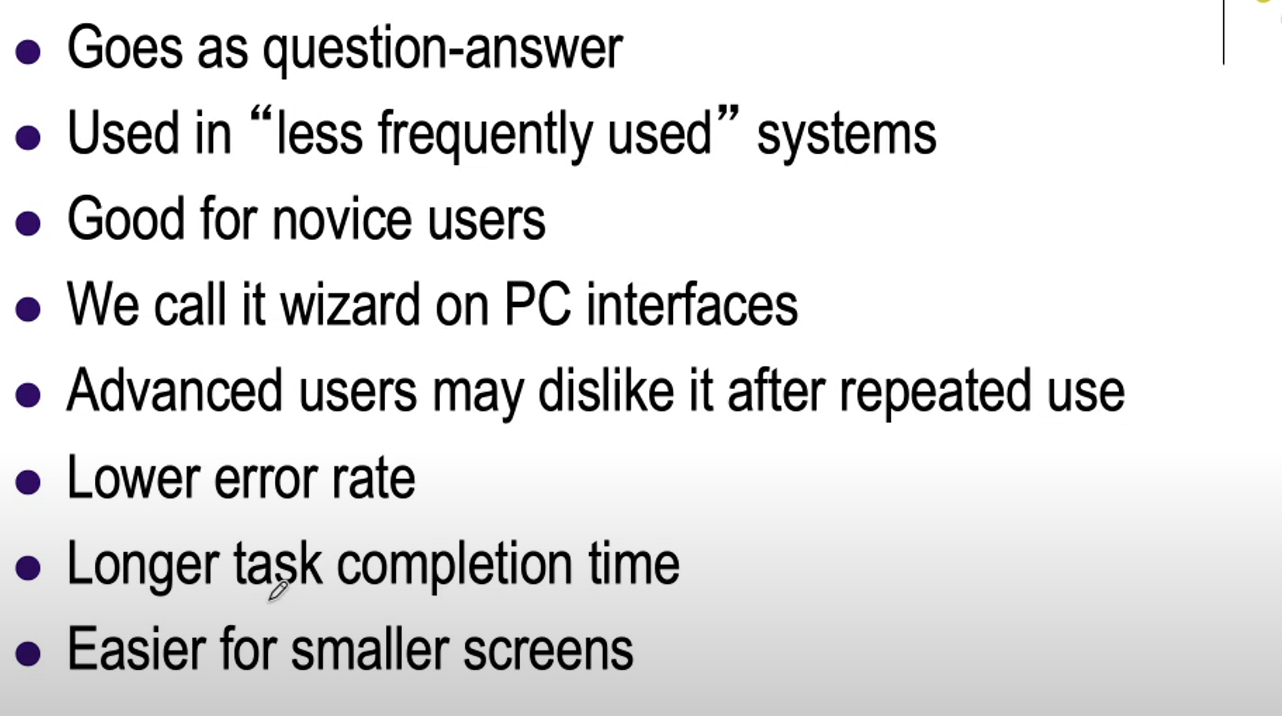 ● Goes as question-answer
● Used in “less frequently used” systems
● Good for novice users
● We call it wizard on PC interfaces
● Advanced users may dislike it after repeated use
● Lower error rate
● Longer task completion time
● Easier for smaller screens